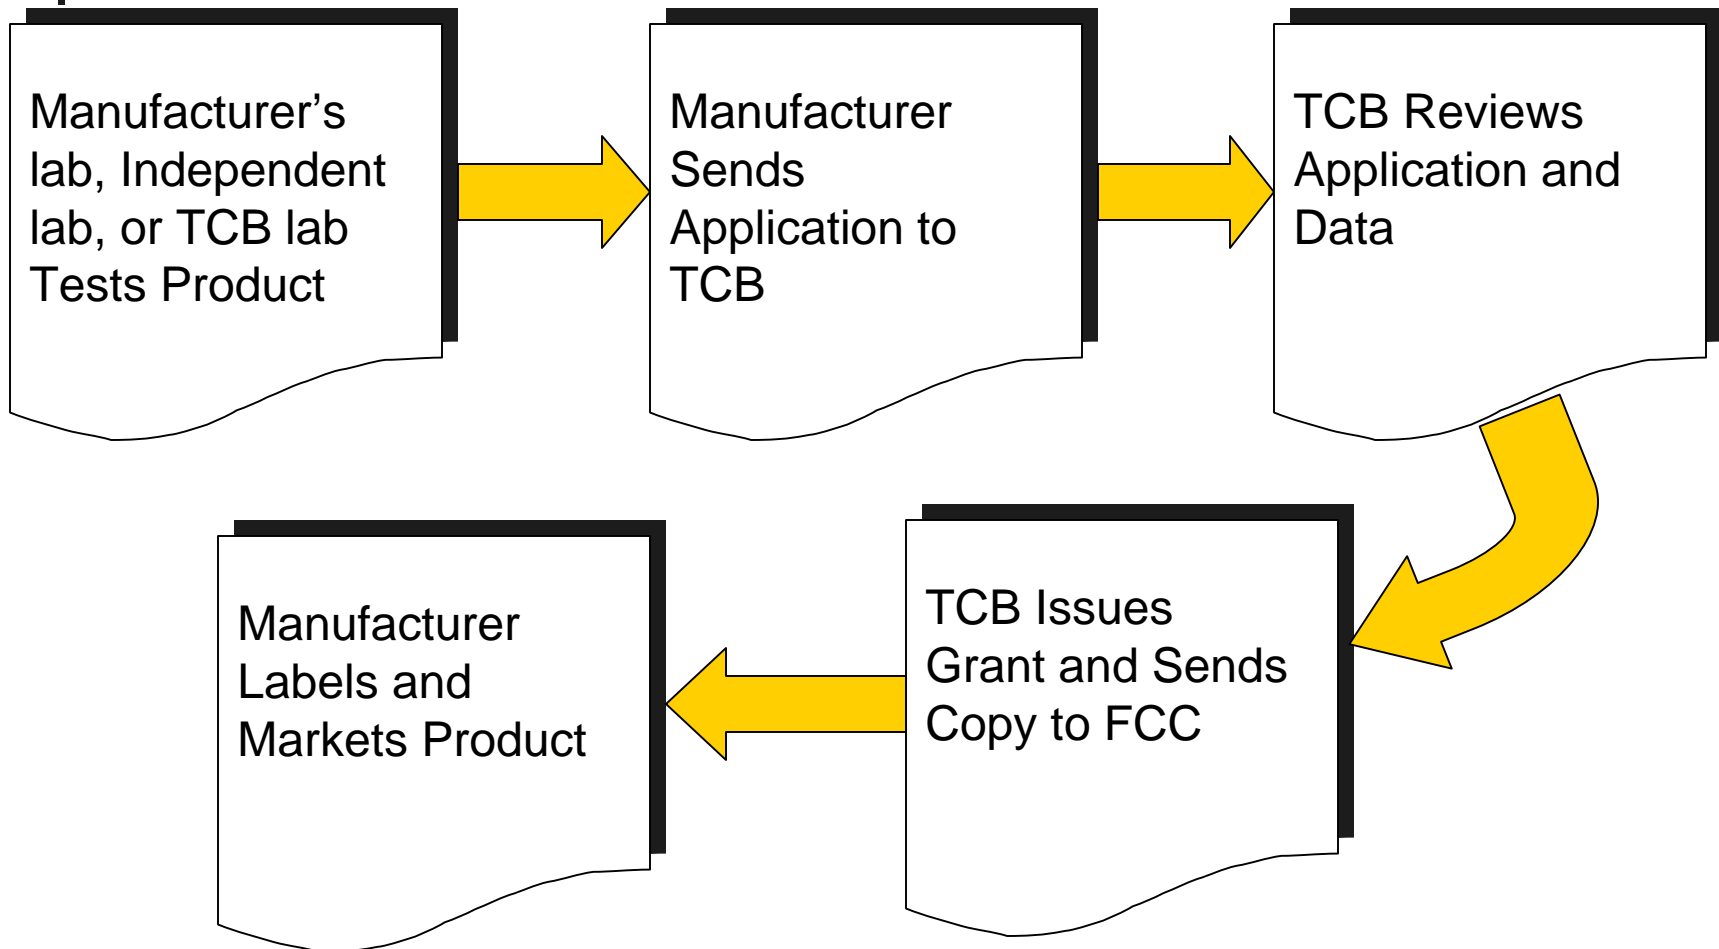 Manufacturer’s
lab, Independent
lab, or TCB lab
Tests Product
Manufacturer
Sends
Application to
TCB
TCB Reviews
Application and
Data
TCB Issues
Grant and Sends
Copy to FCC
Manufacturer
Labels and
Markets Product